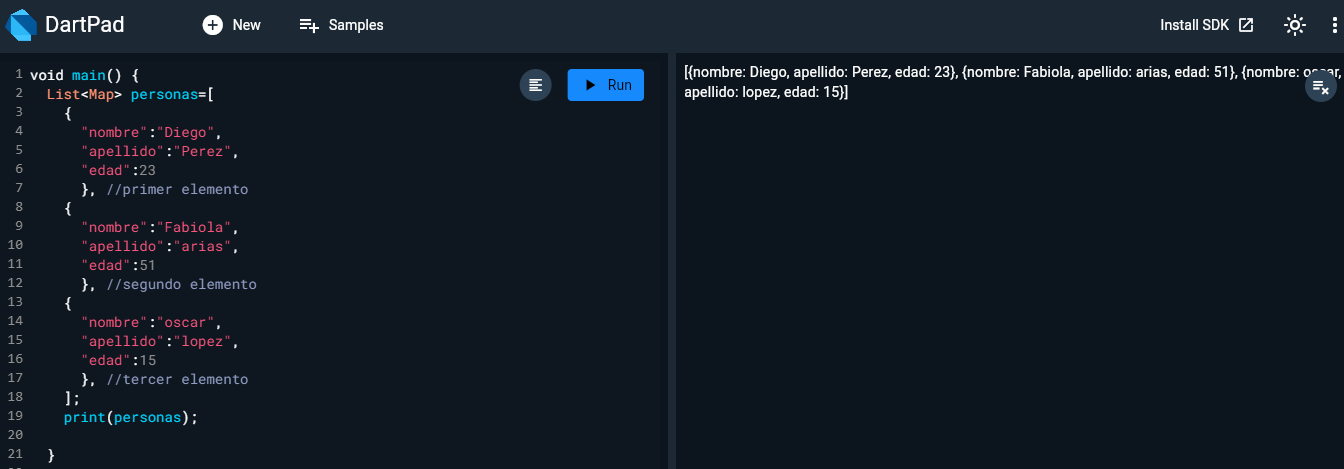 DartPad
New
Samples
Install SDK
Run
1 void main() {
2 List<Map> personas=[
3 {
4 "nombre":"Diego",
5 "apellido":"Perez",
6 "edad":23
7 }, //primer elemento
8 {
9 "nombre":"Fabiola",
10 "apellido":"arias",
11 "edad":51
12 }, //segundo elemento
13 {
14 "nombre":"oscar",
15 "apellido":"lopez",
16 "edad":15
17 }, //tercer elemento
18 ];
19 print(personas);
20
21 }
[{nombre: Diego, apellido: Perez, edad: 23}, {nombre: Fabiola, apellido: arias, edad: 51}, {nombre: oscar,
apellido: lopez, edad: 15}]